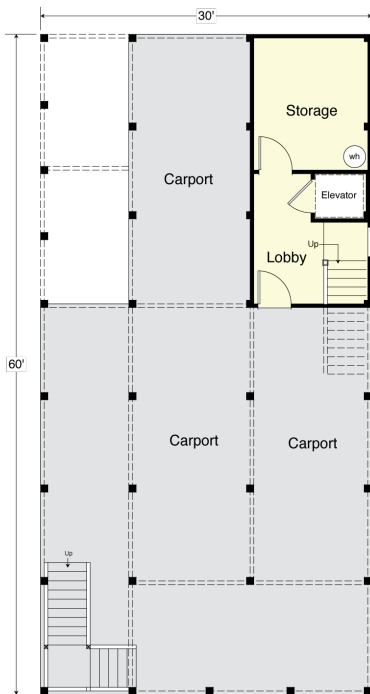 30'
Storage
wh
Carport
Elevator
Up
Lobby
60'
Carport
Carport
Up